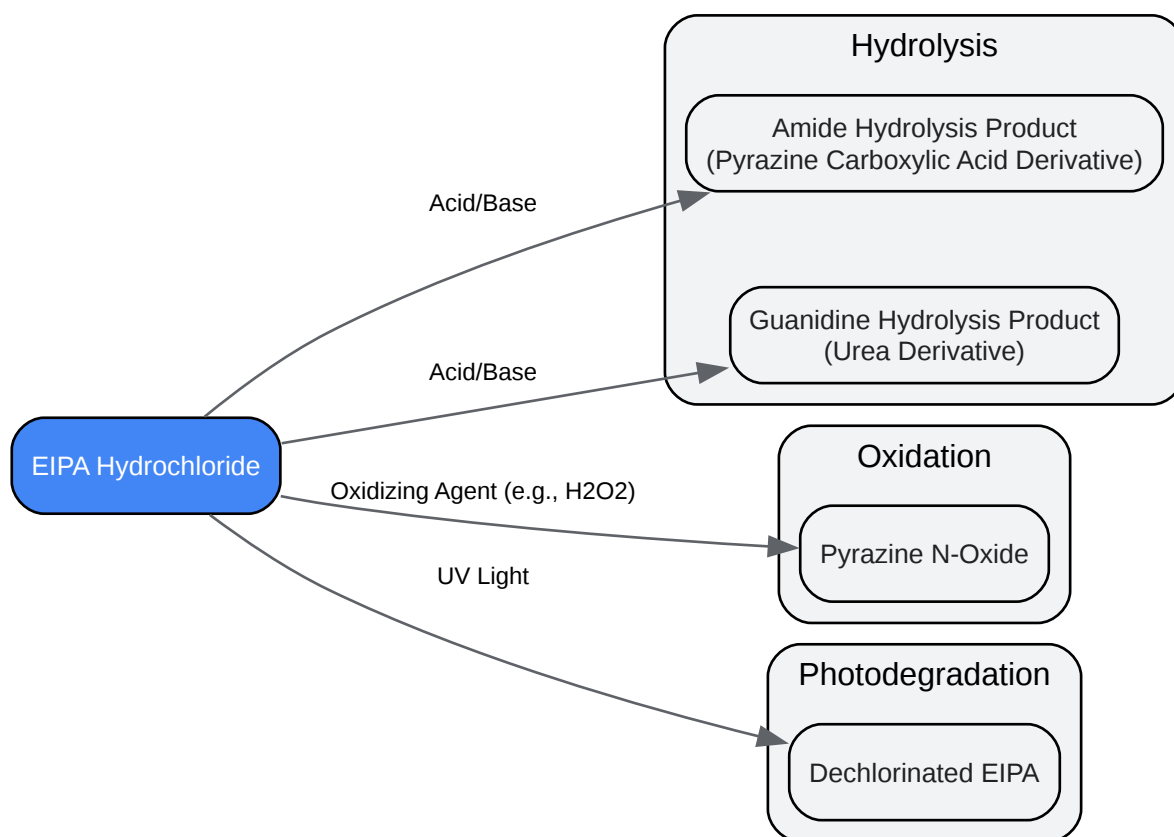 Hydrolysis
Amide Hydrolysis Product
(Pyrazine Carboxylic Acid Derivative)
Acid/Base
Guanidine Hydrolysis Product
(Urea Derivative)
Acid/Base
EIPA Hydrochloride
Oxidation
Oxidizing Agent (e.g., H2O2)
Pyrazine N-Oxide
UV Light
Photodegradation
Dechlorinated EIPA